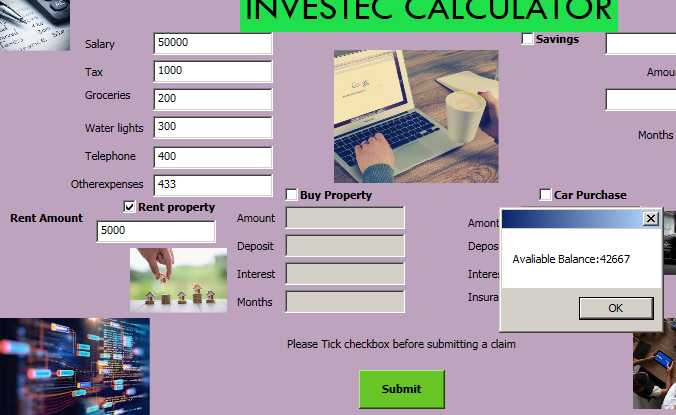 INVESTEC CALCULATOR
Salary 50000
Savings
Tax 1000
Amou
Groceries 200
Water lights 300
Months
Telephone 400
Otherexpenses 433
Rent property
Buy Property
Car Purchase
Rent Amount 5000
Amount
Amont
Deposit
Depos
Interest
Interes
Months
Insura
Avaliable Balance:42667
OK
Please Tick checkbox before submitting a claim
Submit
Google